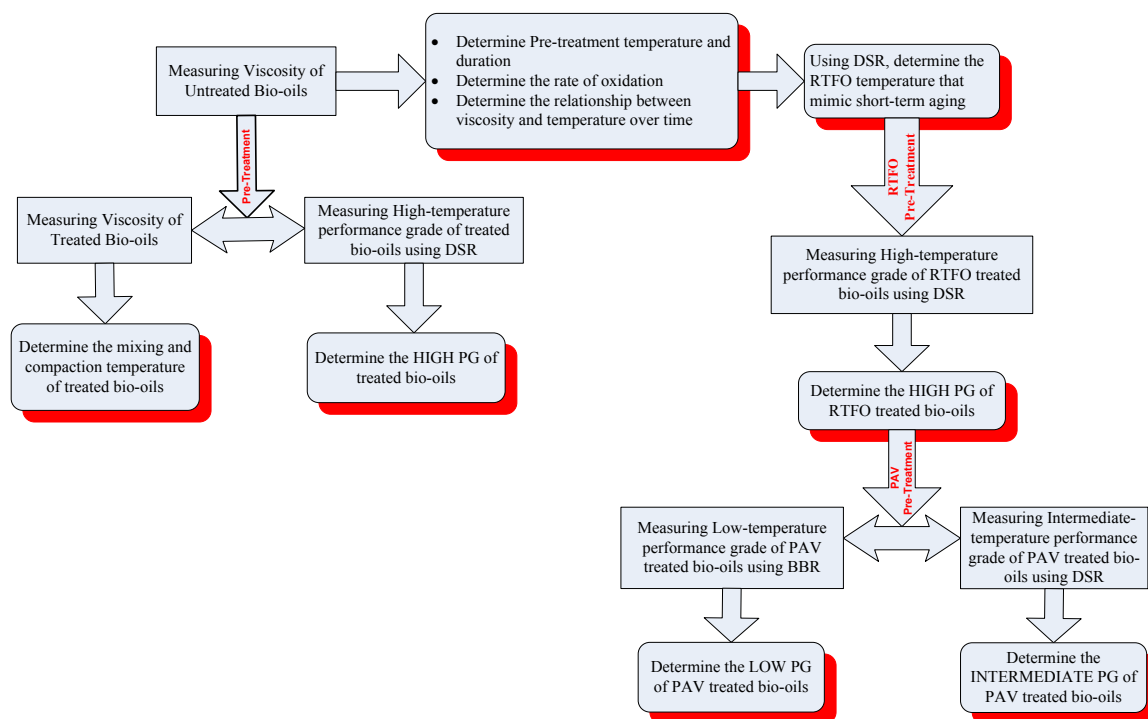 Measuring Viscosity of
Untreated Bio-oils
• Determine Pre-treatment temperature and
duration
• Determine the rate of oxidation
• Determine the relationship between
viscosity and temperature over time
Using DSR, determine the
RTFO temperature that
mimic short-term aging
Pre-Treatment
RTFO
Pre-Treatment
Measuring Viscosity of
Treated Bio-oils
Measuring High-temperature
performance grade of treated
bio-oils using DSR
Measuring High-temperature
performance grade of RTFO treated
bio-oils using DSR
Determine the mixing and
compaction temperature
of treated bio-oils
Determine the HIGH PG of
treated bio-oils
Determine the HIGH PG of
RTFO treated bio-oils
PAV
Pre-Treatment
Measuring Low-temperature
performance grade of PAV
treated bio-oils using BBR
Measuring Intermediate-
temperature performance
grade of PAV treated bio-
oils using DSR
Determine the LOW PG
of PAV treated bio-oils
Determine the
INTERMEDIATE PG of
PAV treated bio-oils